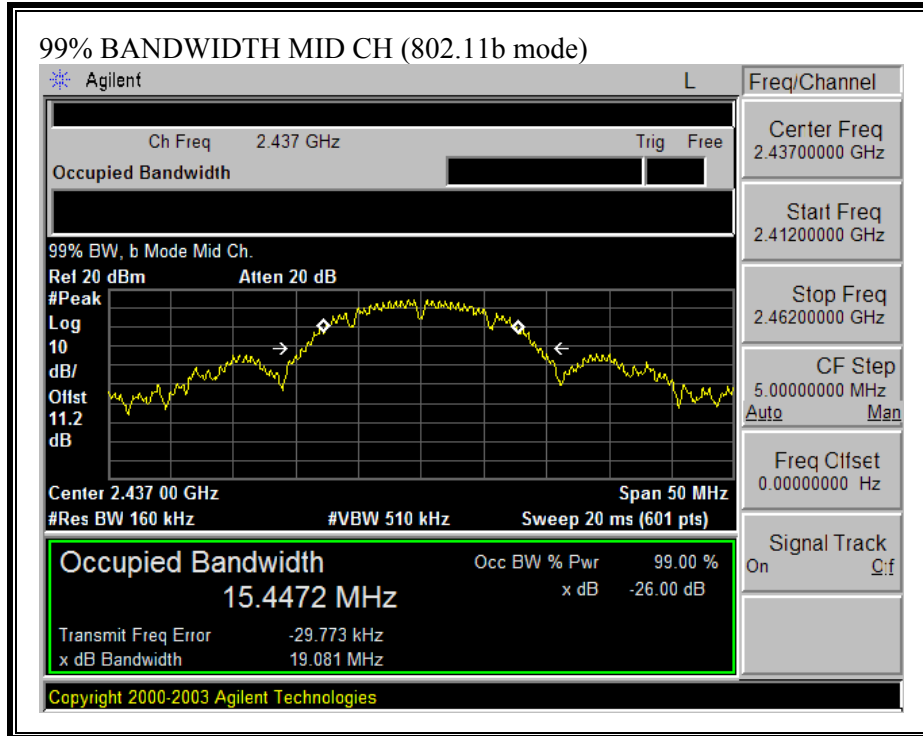 99% BANDWIDTH MID CH (802.11b mode)
Agilent L Freq/Channel
Ch Freq 2.437 GHz Trig Free
Occupied Bandwidth
Center Freq
2.43700000 GHz
Start Freq
2.41200000 GHz
Stop Freq
2.46200000 GHz
CF Step
5.00000000 MHz
Auto Man
Freq Offset
0.00000000 Hz
Signal Track
On Off
99% BW, b Mode Mid Ch.
Ref 20 dBm Atten 20 dB
#Peak
Log
10
dB/
Offst
11.2
dB
Center 2.437 00 GHz Span 50 MHz
#Res BW 160 kHz #VBW 510 kHz Sweep 20 ms (601 pts)
Occupied Bandwidth Occ BW % Pwr 99.00 %
15.4472 MHz x dB -26.00 dB
Transmit Freq Error -29.773 kHz
x dB Bandwidth 19.081 MHz
Copyright 2000-2003 Agilent Technologies